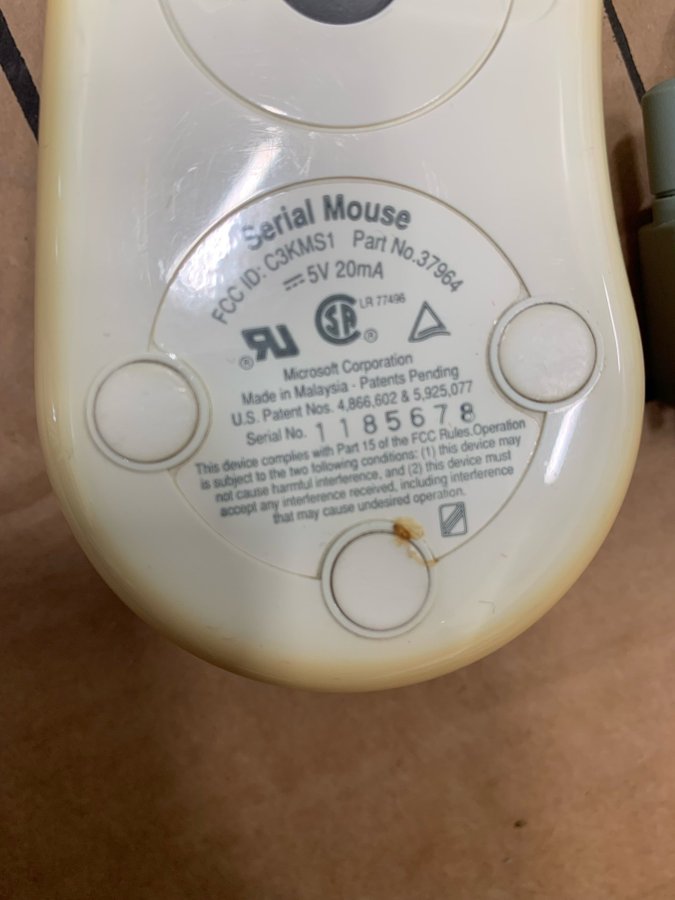 Serial Mouse
FCC ID: C3KMS1 Part No.37964
5V 20mA
LR 77496
Microsoft Corporation
Made in Malaysia - Patents Pending
U.S. Patent Nos. 4,866,602 & 5,925,077
Serial No. 1185678
This device complies with Part 15 of the FCC Rules.Operation
is subject to the two following conditions: (1) this device may
not cause harmful interference, and (2) this device must
accept any interference received, including interference
that may cause undesired operation.